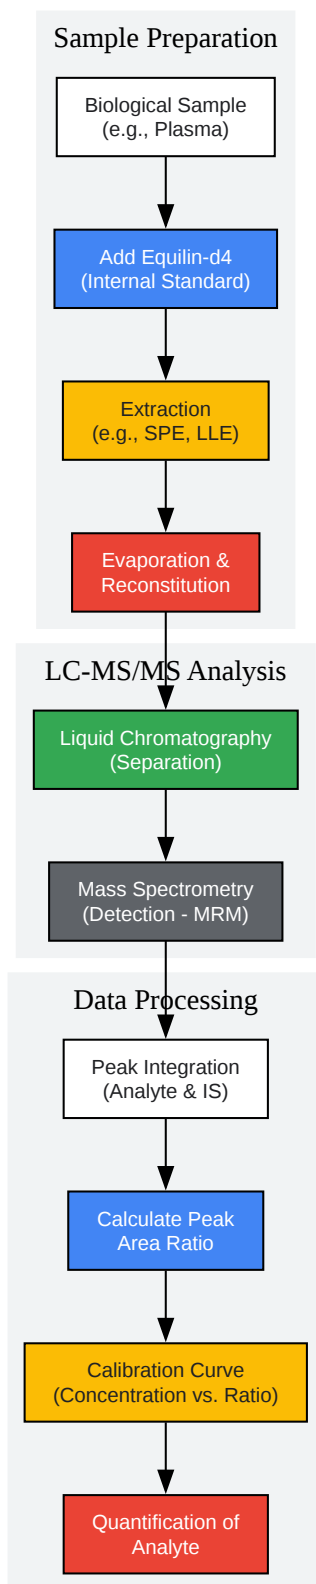 Sample Preparation
Biological Sample
(e.g., Plasma)
Add Equilin-d4
(Internal Standard)
Extraction
(e.g., SPE, LLE)
Evaporation &
Reconstitution
LC-MS/MS Analysis
Liquid Chromatography
(Separation)
Mass Spectrometry
(Detection - MRM)
Data Processing
Peak Integration
(Analyte & IS)
Calculate Peak
Area Ratio
Calibration Curve
(Concentration vs. Ratio)
Quantification of
Analyte